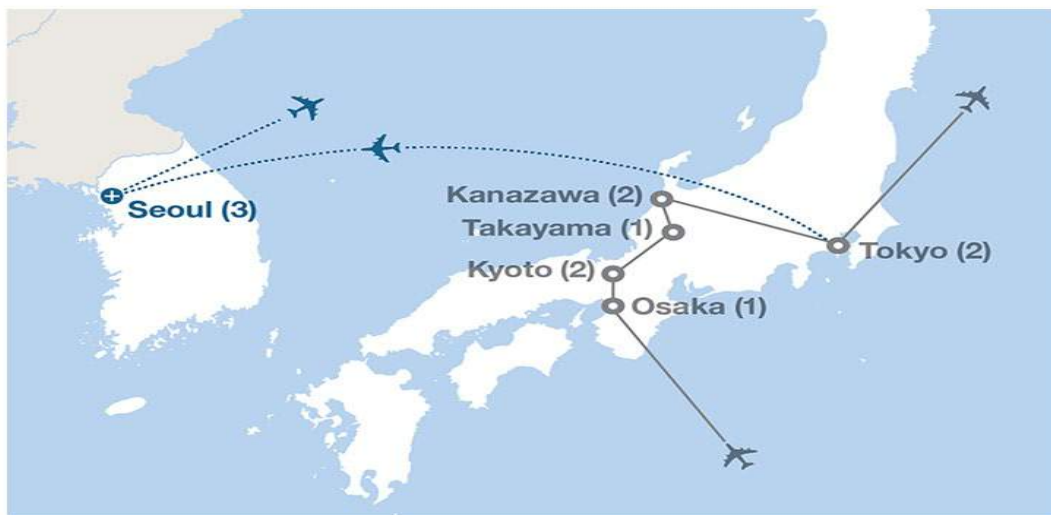 Seoul (3)
Kanazawa (2)
Takayama (1)
Kyoto (2)
Osaka (1)
Tokyo (2)